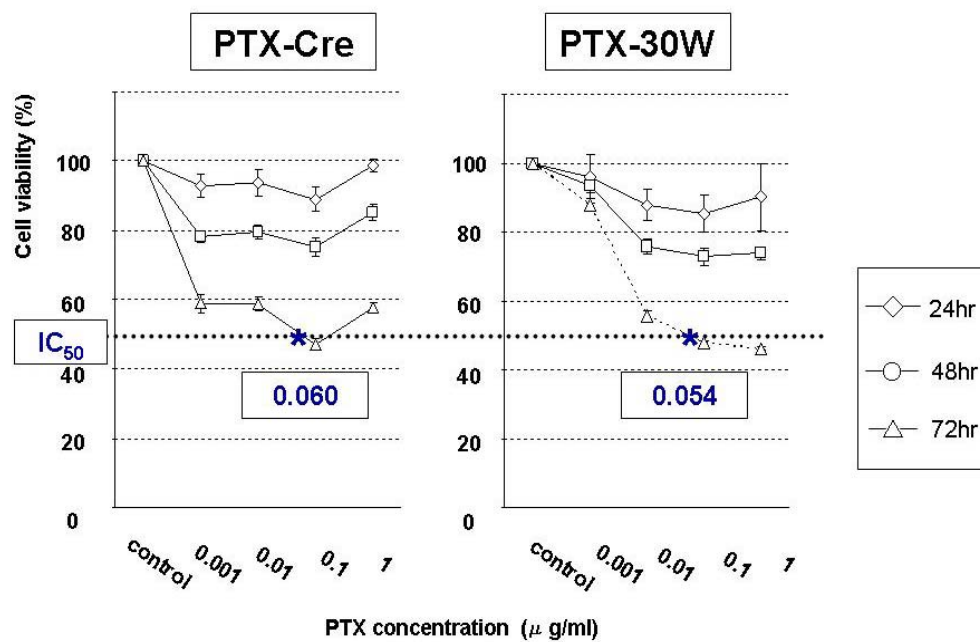 PTX-Cre
PTX-30W
Cell viability (%)
100
80
60
40
20
0
100
80
60
40
20
0
IC50
0.060
0.054
control
0.001
0.01
0.1
1
control
0.001
0.01
0.1
1
PTX concentration (μ g/ml)
24hr
48hr
72hr